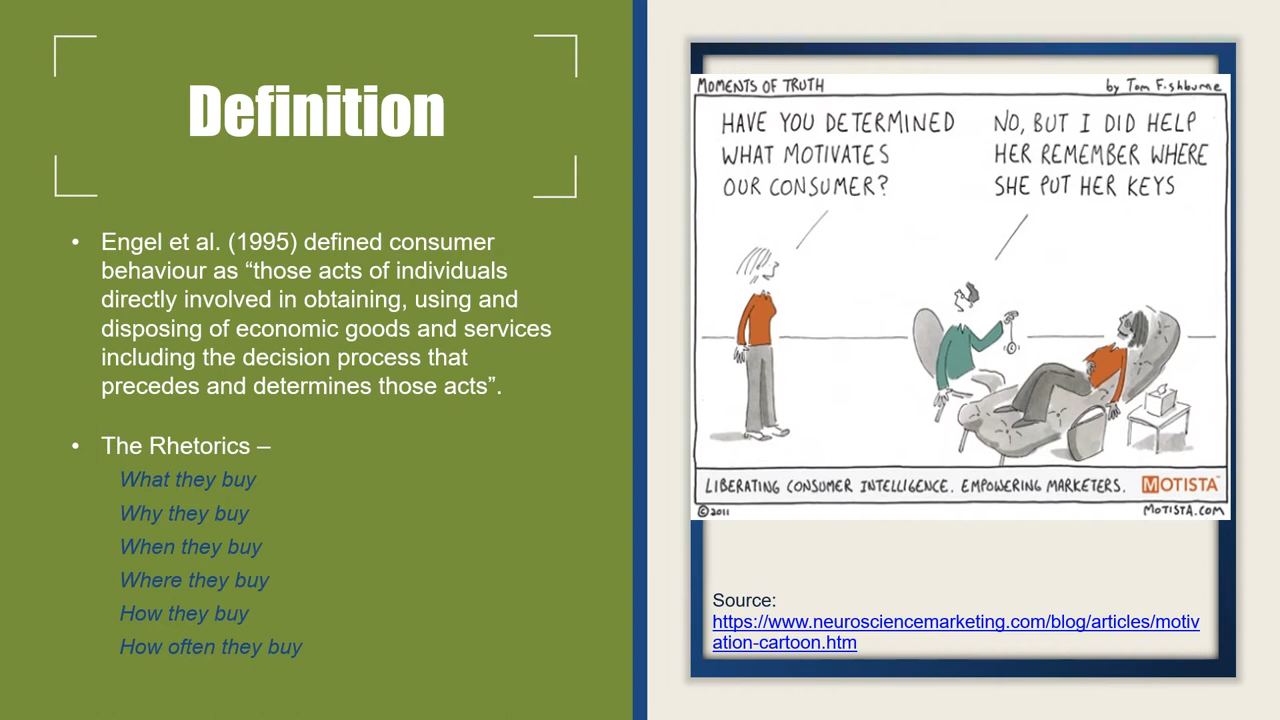 Definition
• Engel et al. (1995) defined consumer
behaviour as “those acts of individuals
directly involved in obtaining, using and
disposing of economic goods and services
including the decision process that
precedes and determines those acts”.
• The Rhetorics –
What they buy
Why they buy
When they buy
Where they buy
How they buy
How often they buy
MOMENTS OF TRUTH
by Tom Fishburne
HAVE YOU DETERMINED
WHAT MOTIVATES
OUR CONSUMER?
NO, BUT I DID HELP
HER REMEMBER WHERE
SHE PUT HER KEYS
LIBERATING CONSUMER INTELLIGENCE. EMPOWERING MARKETERS.
MOTISTA™
©2011
MOTISTA.COM
Source:
https://www.neurosciencemarketing.com/blog/articles/motiv
ation-cartoon.htm